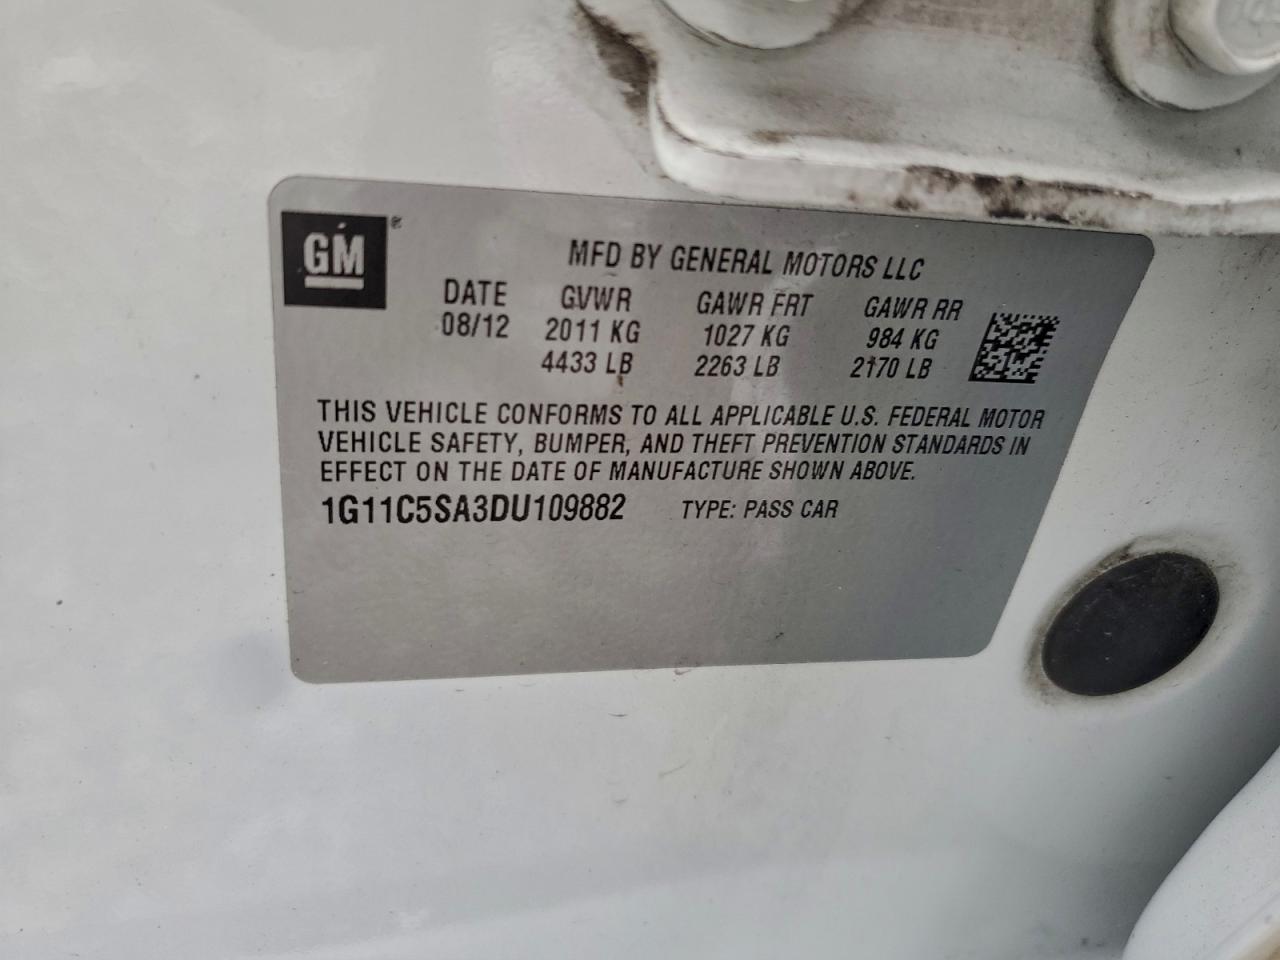 GM®
MFD BY GENERAL MOTORS LLC
DATE GVWR GAWR FRT GAWR RR
08/12 2011 KG 1027 KG 984 KG
4433 LB 2263 LB 2170 LB
THIS VEHICLE CONFORMS TO ALL APPLICABLE U.S. FEDERAL MOTOR
VEHICLE SAFETY, BUMPER, AND THEFT PREVENTION STANDARDS IN
EFFECT ON THE DATE OF MANUFACTURE SHOWN ABOVE.
1G11C5SA3DU109882 TYPE: PASS CAR